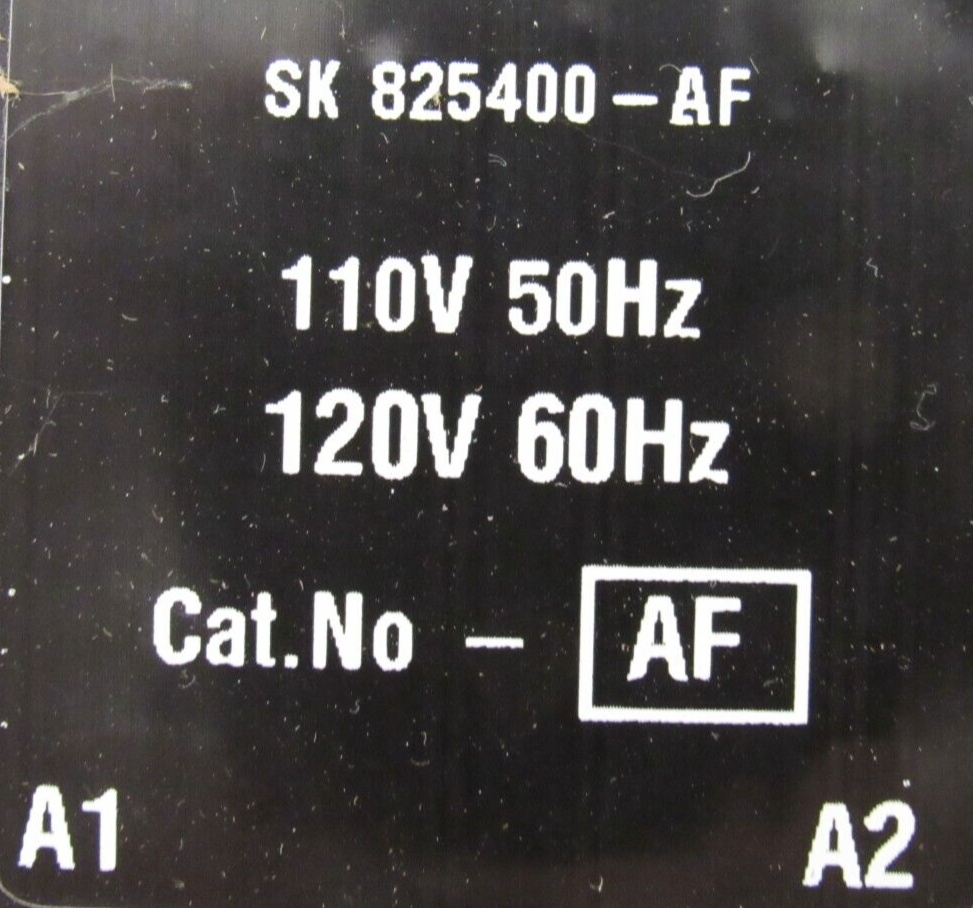 SK 825400-AF
110V 50Hz
120V 60Hz
Cat.No - AF
A1 A2